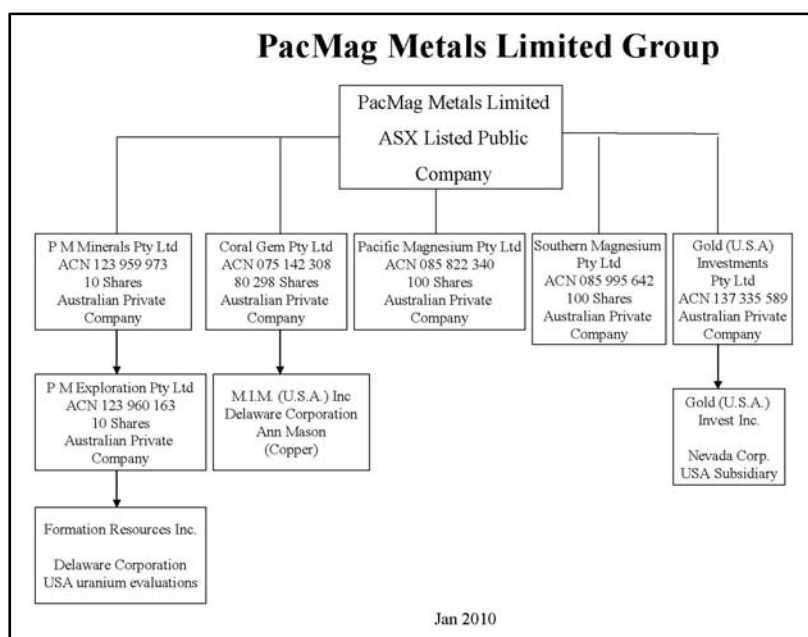 PacMag Metals Limited Group
PacMag Metals Limited
ASX Listed Public
Company
P M Minerals Pty Ltd
ACN 123 959 973
10 Shares
Australian Private
Company
Coral Gem Pty Ltd
ACN 075 142 308
80 298 Shares
Australian Private
Company
Pacific Magnesium Pty Ltd
ACN 085 822 340
100 Shares
Australian Private
Company
Southern Magnesium
Pty Ltd
ACN 085 995 642
100 Shares
Australian Private
Company
Gold (U.S.A)
Investments
Pty Ltd
ACN 137 335 589
Australian Private
Company
P M Exploration Pty Ltd
ACN 123 960 163
10 Shares
Australian Private
Company
M.I.M. (U.S.A.) Inc
Delaware Corporation
Ann Mason
(Copper)
Gold (U.S.A.)
Invest Inc.
Nevada Corp.
USA Subsidiary
Formation Resources Inc.
Delaware Corporation
USA uranium evaluations
Jan 2010